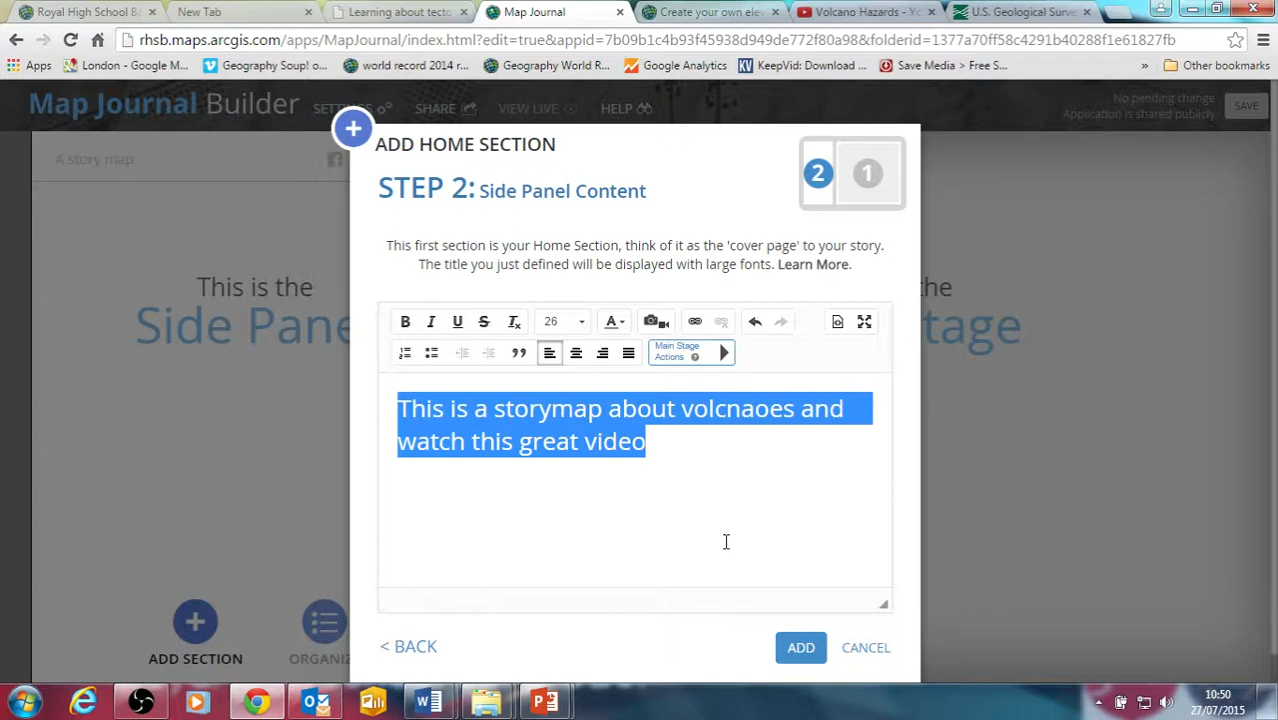 Royal High School B
New Tab
Learning about tecto
Map Journal
Create your own elev
Volcano Hazards - Yo
U.S. Geological Surve
rhsb.maps.arcgis.com/apps/MapJournal/index.html?edit=true&appid=7b09b1c4b93f45938d949de772f80a98&folderid=1377a0ff58c4291b40288f1e61827fb
Apps
London - Google M...
Geography Soup! o...
world record 2014 r...
Geography World R...
Google Analytics
KeepVid: Download ...
Save Media > Free S...
»
Other bookmarks
Map Journal Builder
SETTINGS
SHARE
VIEW LIVE
HELP
No pending change
Application is shared publicly
SAVE
A story map
ADD HOME SECTION
STEP 2: Side Panel Content
2
1
This first section is your Home Section, think of it as the 'cover page' to your story.
The title you just defined will be displayed with large fonts. Learn More.
This is the
Side Pan
the
tage
B I U S Tx 26 A
Main Stage
Actions
This is a storymap about volcnaoes and
watch this great video
< BACK
ADD
CANCEL
ADD SECTION
ORGANIZ
10:50
27/07/2015